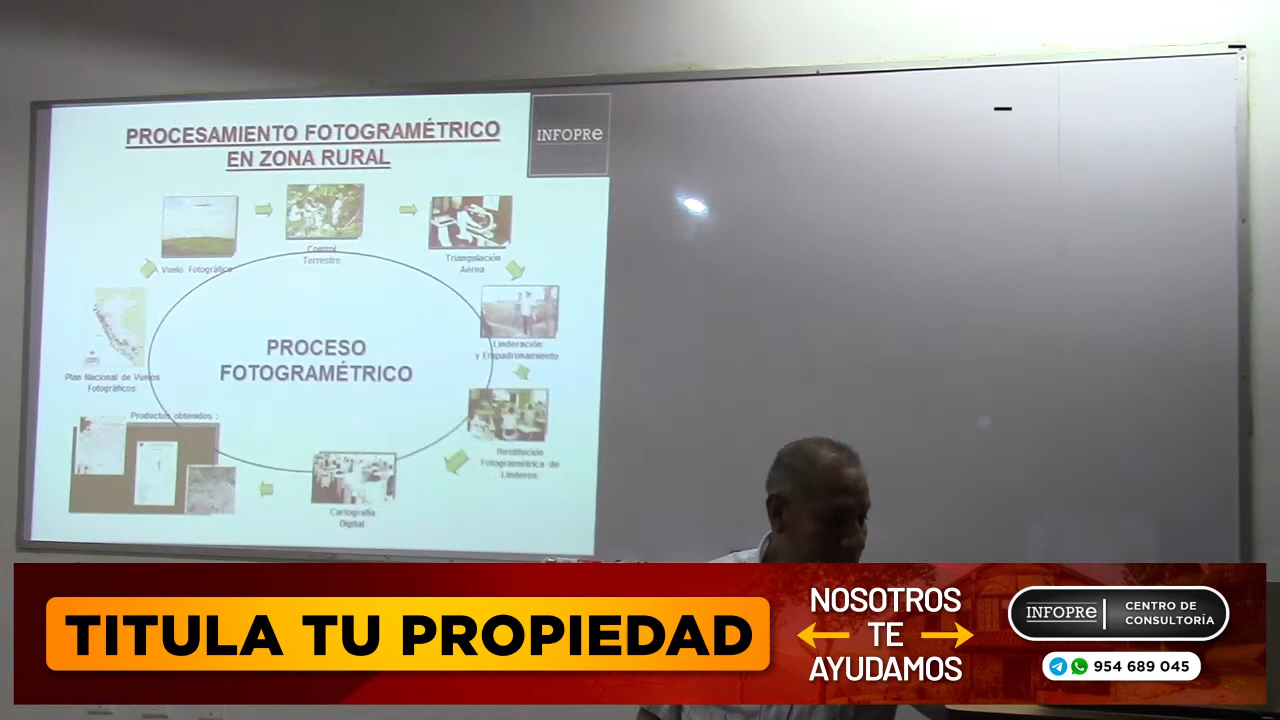 PROCESAMIENTO FOTOGRAMÉTRICO
EN ZONA RURAL
INFOPRe
Control
Terrestre
Vuelo Fotográfico
Triangulación
Aérea
Linderación
y Empadronamiento
PROCESO
FOTOGRAMÉTRICO
Plan Nacional de Vuelos
Fotográficos
Productos obtenidos :
Restitución
Fotogramétrica de
Linderos
Cartografía
Digital
TITULA TU PROPIEDAD
NOSOTROS
TE
AYUDAMOS
INFOPRe
CENTRO DE
CONSULTORÍA
954 689 045